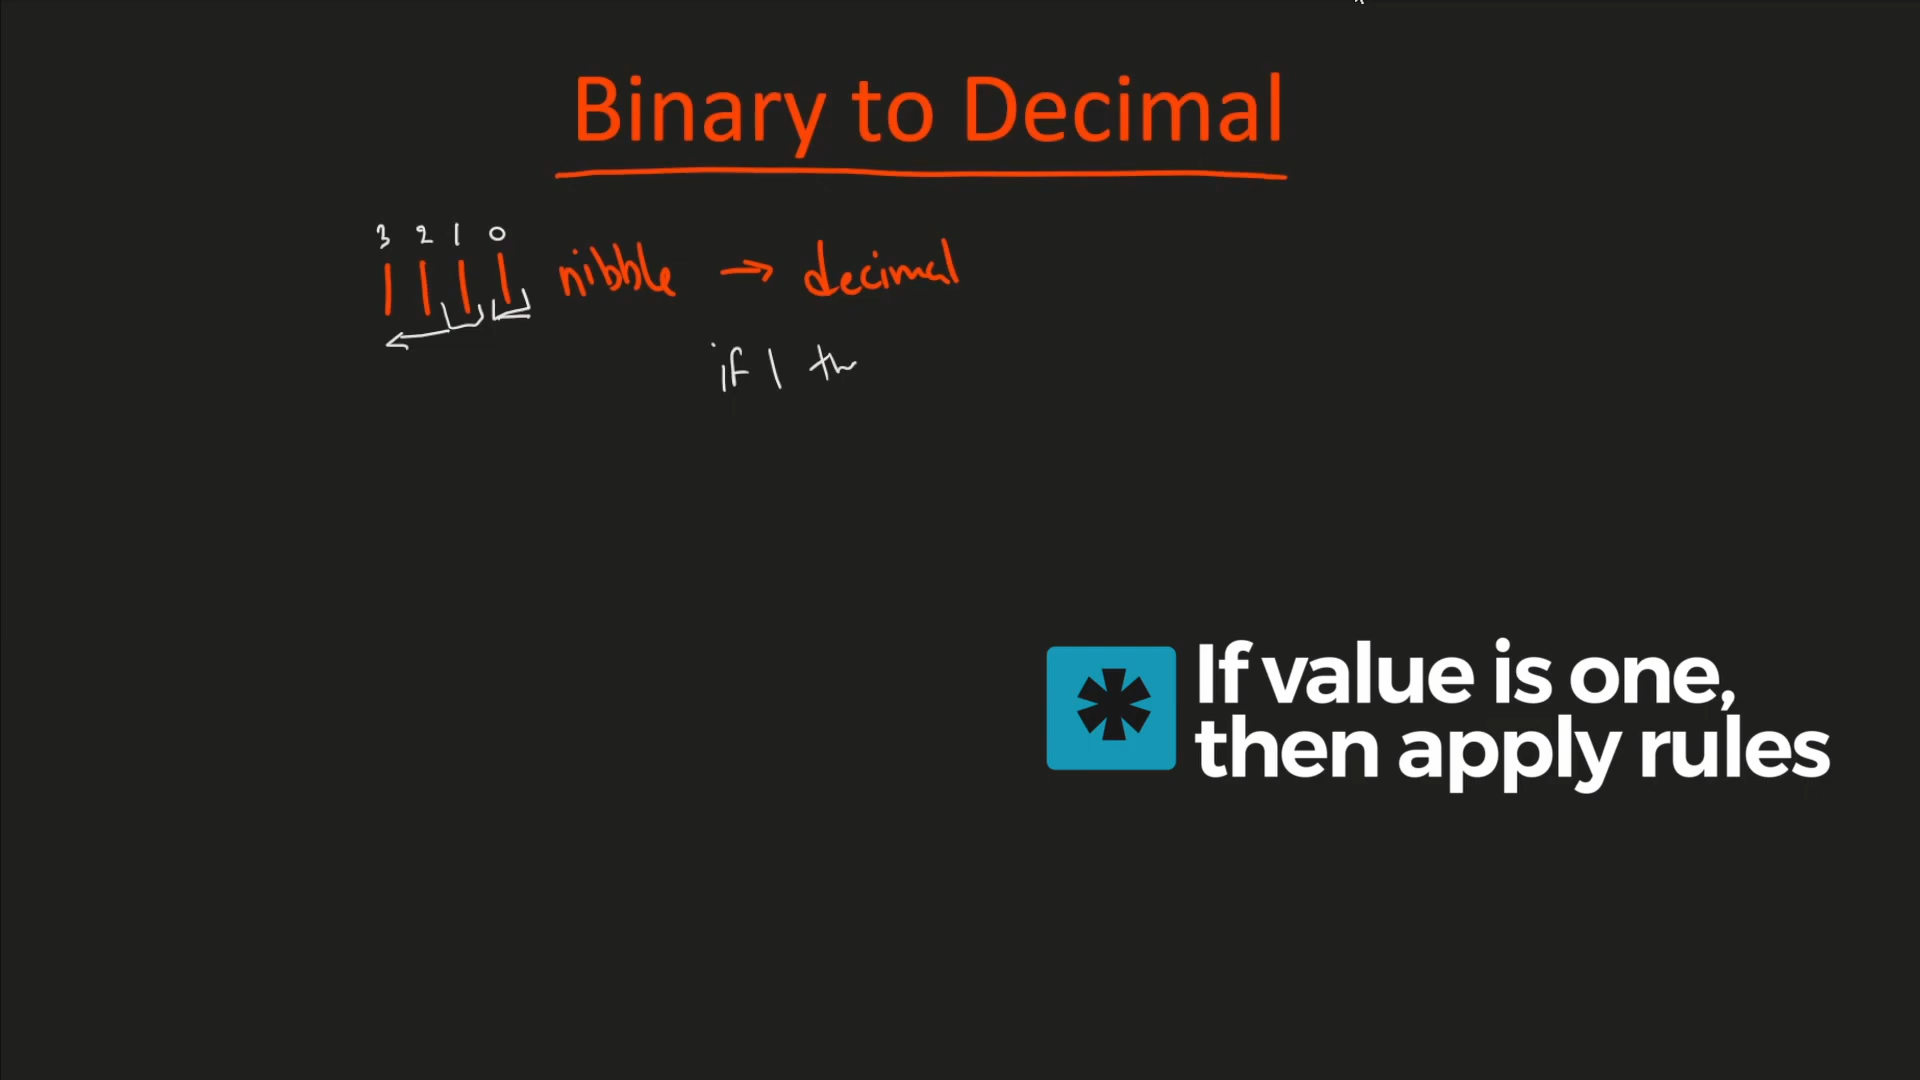 Binary to Decimal
3 2 1 0
1 1 1 1 nibble → decimal
if 1 th
If value is one,
then apply rules